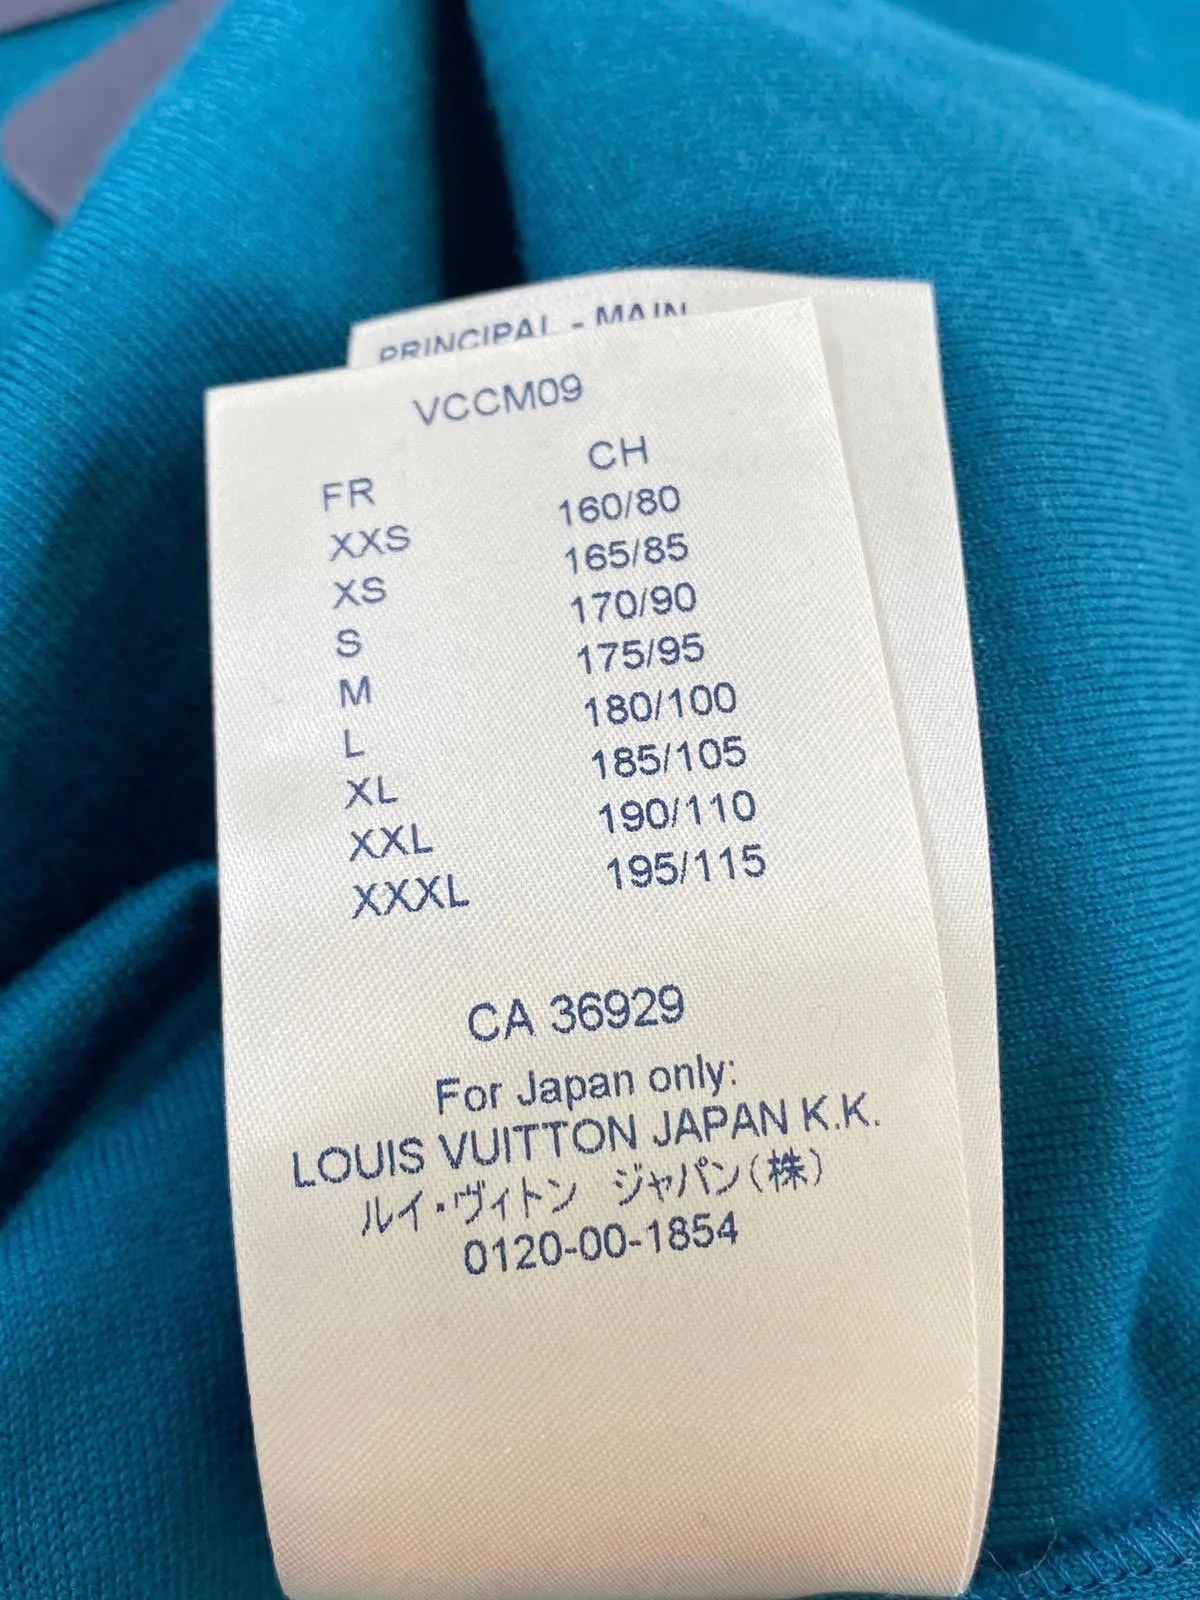 PRINCIPAL - MAIN
VCCM09
FR CH
XXS 160/80
XS 165/85
S 170/90
M 175/95
L 180/100
XL 185/105
XXL 190/110
XXXL 195/115
CA 36929
For Japan only:
LOUIS VUITTON JAPAN K.K.
ルイ・ヴィトン ジャパン(株)
0120-00-1854